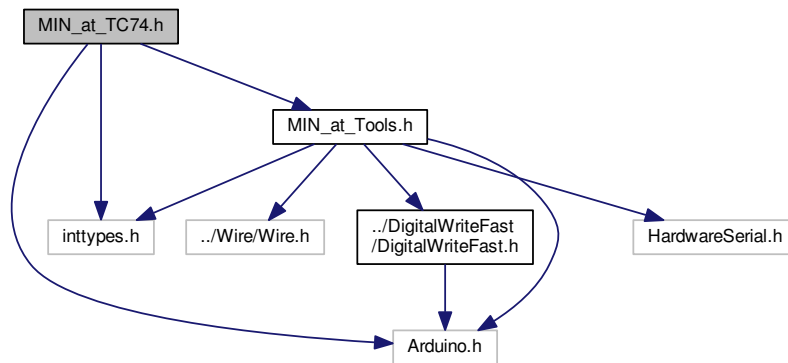 MIN_at_TC74.h
MIN_at_Tools.h
inttypes.h
../Wire/Wire.h
../DigitalWriteFast
/DigitalWriteFast.h
HardwareSerial.h
Arduino.h